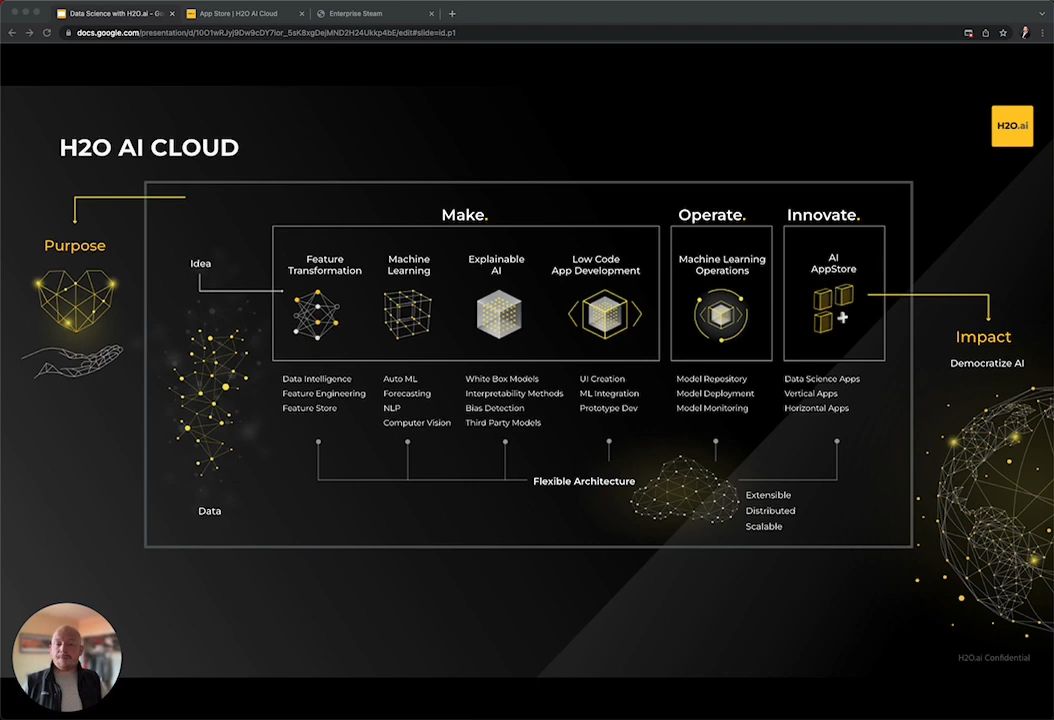 Data Science with H2O.ai - Go
App Store | H2O AI Cloud
Enterprise Steam
docs.google.com/presentation/d/10O1wRJyj9Dw9cDY7ior_5sK8xgDejMND2H24Ukkp4bE/edit#slide=id.p1
H2O.ai
H2O AI CLOUD
Purpose
Make.
Operate.
Innovate.
Idea
Feature
Transformation
Machine
Learning
Explainable
AI
Low Code
App Development
Machine Learning
Operations
AI
AppStore
Impact
Democratize AI
Data Intelligence
Feature Engineering
Feature Store
Auto ML
Forecasting
NLP
Computer Vision
White Box Models
Interpretability Methods
Bias Detection
Third Party Models
UI Creation
ML Integration
Prototype Dev
Model Repository
Model Deployment
Model Monitoring
Data Science Apps
Vertical Apps
Horizontal Apps
Flexible Architecture
Extensible
Distributed
Scalable
Data
H2O.ai Confidential